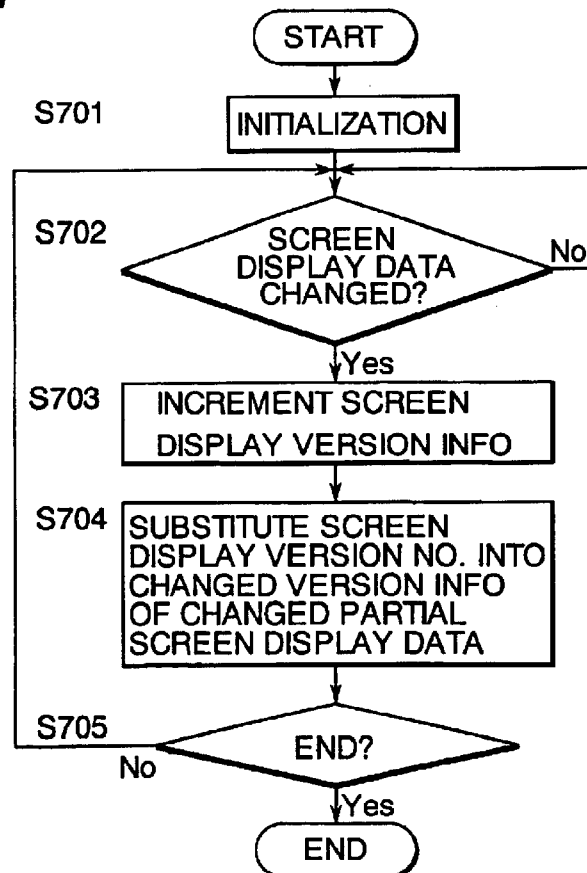 START
S701
INITIALIZATION
S702
SCREEN
DISPLAY DATA
CHANGED?
No
Yes
S703
INCREMENT SCREEN
DISPLAY VERSION INFO
S704
SUBSTITUTE SCREEN
DISPLAY VERSION NO. INTO
CHANGED VERSION INFO
OF CHANGED PARTIAL
SCREEN DISPLAY DATA
S705
END?
No
Yes
END